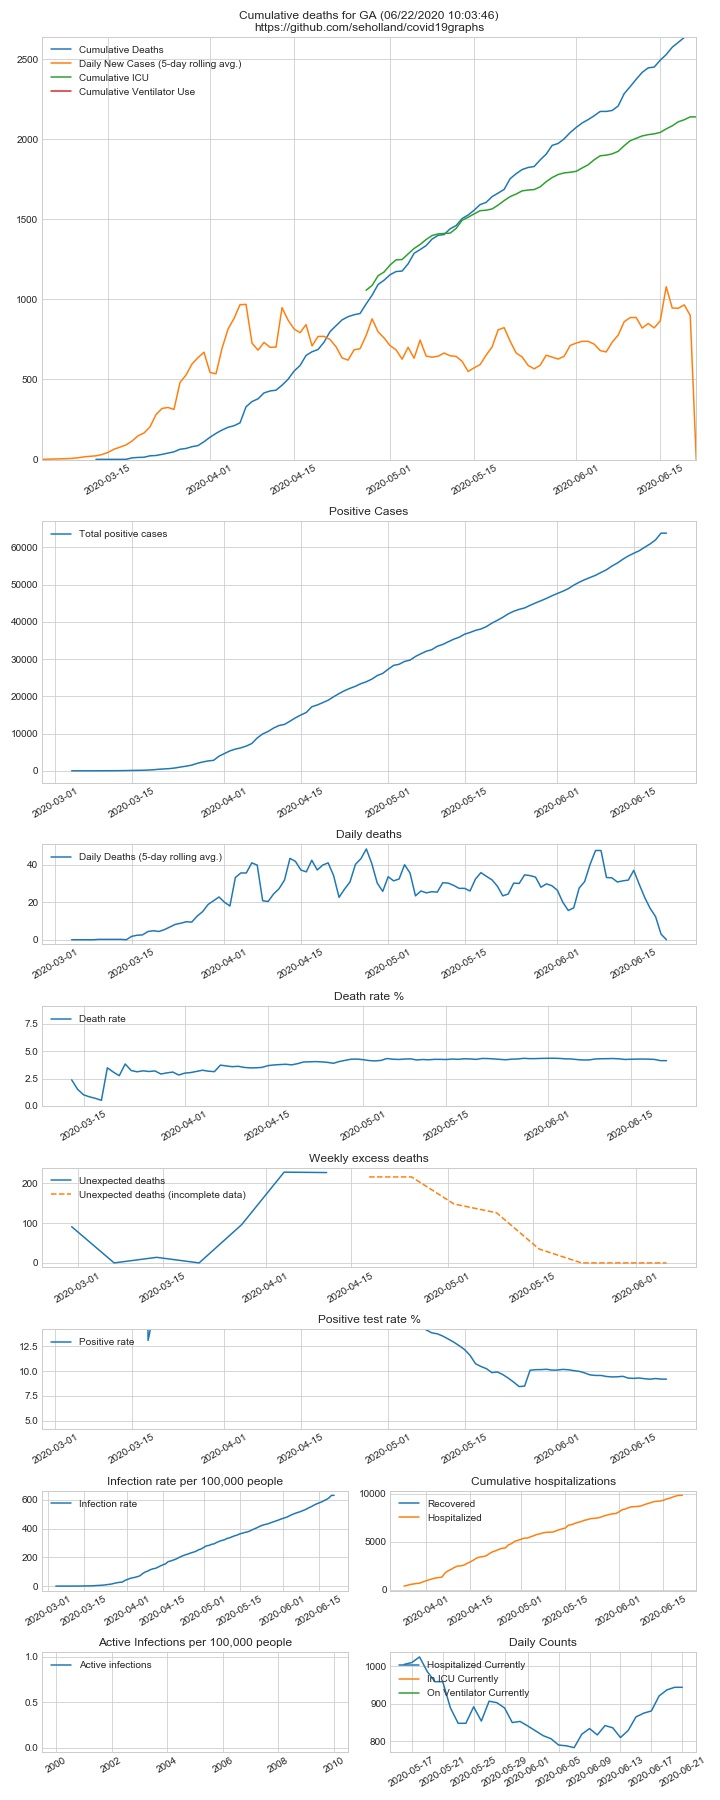 Cumulative deaths for GA (06/22/2020 10:03:46)
https://github.com/seholland/covid19graphs
Cumulative Deaths
Daily New Cases (5-day rolling avg.)
Cumulative ICU
Cumulative Ventilator Use
2500
2000
1500
1000
500
0
2020-03-15 2020-04-01 2020-04-15 2020-05-01 2020-05-15 2020-06-01 2020-06-15
Positive Cases
Total positive cases
60000
50000
40000
30000
20000
10000
0
2020-03-01 2020-03-15 2020-04-01 2020-04-15 2020-05-01 2020-05-15 2020-06-01 2020-06-15
Daily deaths
Daily Deaths (5-day rolling avg.)
40
20
0
2020-03-01 2020-03-15 2020-04-01 2020-04-15 2020-05-01 2020-05-15 2020-06-01 2020-06-15
Death rate %
Death rate
7.5
5.0
2.5
0.0
2020-03-15 2020-04-01 2020-04-15 2020-05-01 2020-05-15 2020-06-01 2020-06-15
Weekly excess deaths
Unexpected deaths
Unexpected deaths (incomplete data)
200
100
0
2020-03-01 2020-03-15 2020-04-01 2020-04-15 2020-05-01 2020-05-15 2020-06-01
Positive test rate %
Positive rate
12.5
10.0
7.5
5.0
2020-03-01 2020-03-15 2020-04-01 2020-04-15 2020-05-01 2020-05-15 2020-06-01 2020-06-15
Infection rate per 100,000 people
Infection rate
600
400
200
0
2020-03-01 2020-03-15 2020-04-01 2020-04-15 2020-05-01 2020-05-15 2020-06-01 2020-06-15
Cumulative hospitalizations
Recovered
Hospitalized
10000
5000
0
2020-04-01 2020-04-15 2020-05-01 2020-05-15 2020-06-01 2020-06-15
Active Infections per 100,000 people
Active infections
1.0
0.5
0.0
2000 2002 2004 2006 2008 2010
Daily Counts
Hospitalized Currently
In ICU Currently
On Ventilator Currently
1000
900
800
2020-05-17 2020-05-21 2020-05-25 2020-05-29 2020-06-01 2020-06-05 2020-06-09 2020-06-13 2020-06-17 2020-06-21